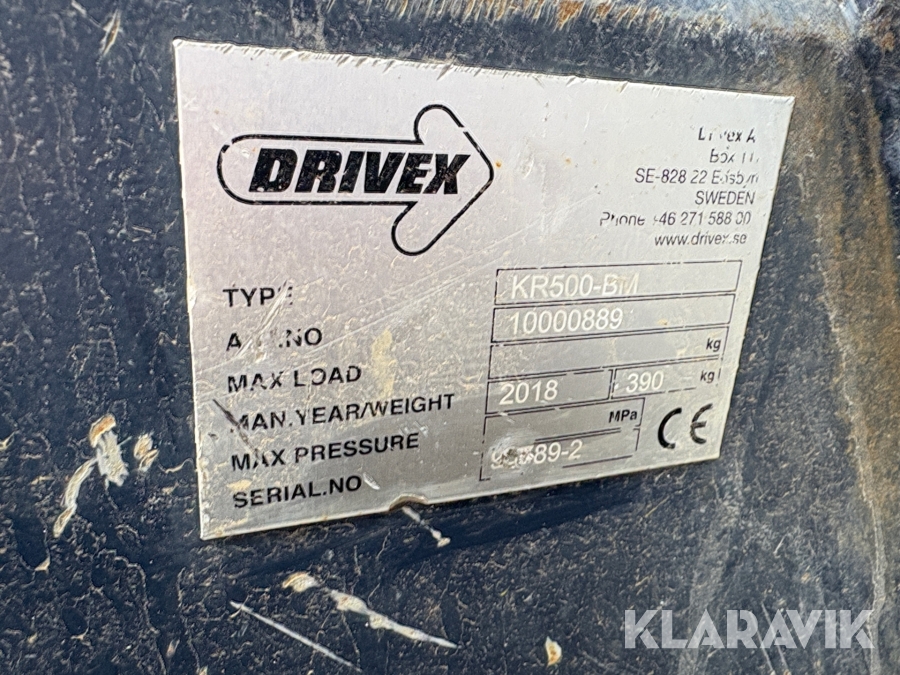 DRIVEX
Drivex A
Box
SE-828 22 Edsbyn
SWEDEN
Phone +46 271 588 00
www.drivex.se
TYPE KR500-BM
NO 10000889
MAX LOAD kg
MAN.YEAR/WEIGHT 2018 390 kg
MAX PRESSURE MPa
SERIAL.NO 89-2
CE
KLARAVIK